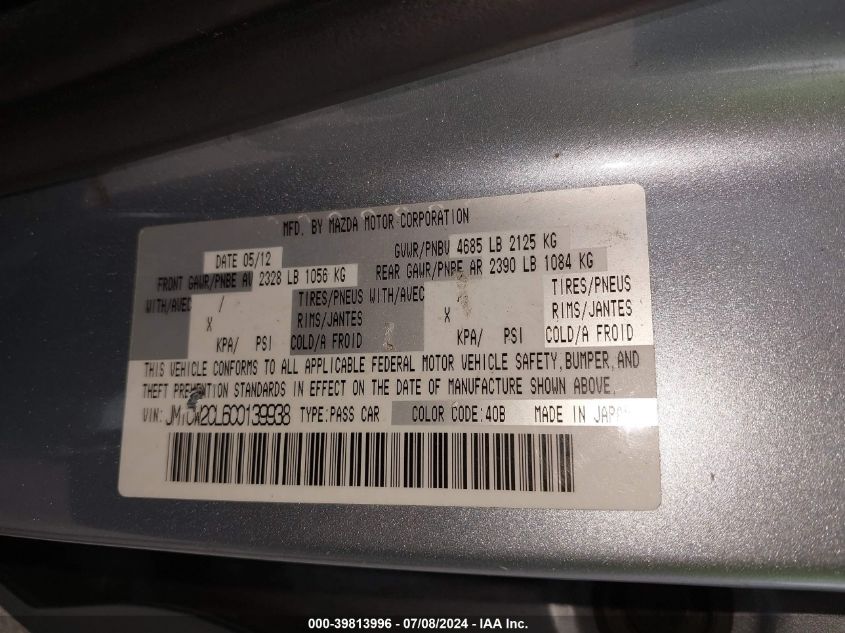 MFD. BY MAZDA MOTOR CORPORATION
DATE 05/12 GVWR/PNBV 4685 LB 2125 KG
FRONT GAWR/PNBE AV 2328 LB 1056 KG REAR GAWR/PNBE AR 2390 LB 1084 KG
WITH/AVEC / TIRES/PNEUS WITH/AVEC TIRES/PNEUS
X RIMS/JANTES X RIMS/JANTES
KPA/ PSI COLD/A FROID KPA/ PSI COLD/A FROID
THIS VEHICLE CONFORMS TO ALL APPLICABLE FEDERAL MOTOR VEHICLE SAFETY, BUMPER, AND
THEFT PREVENTION STANDARDS IN EFFECT ON THE DATE OF MANUFACTURE SHOWN ABOVE.
VIN: JM1CW2CL6C0139938 TYPE:PASS CAR COLOR CODE:40B MADE IN JAPAN
000-39813996 - 07/08/2024 - IAA Inc.